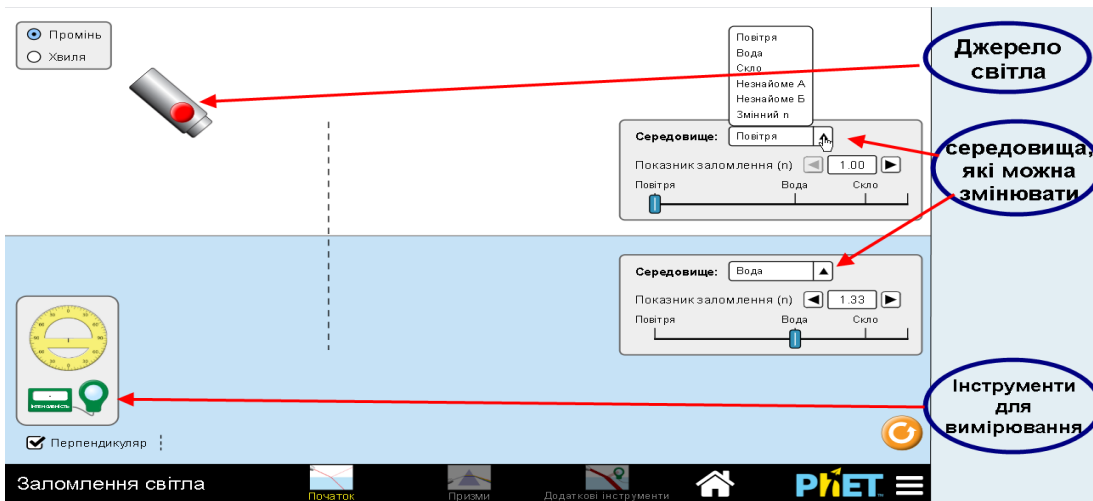 Промінь
Хвиля
Повітря
Вода
Скло
Незнайоме А
Незнайоме Б
Змінний n
Середовище: Повітря
Показник заломлення (n) 1.00
Повітря Вода Скло
Середовище: Вода
Показник заломлення (n) 1.33
Повітря Вода Скло
Джерело
світла
середовища,
які можна
змінювати
Інструменти
для
вимірювання
Інтенсивність
Перпендикуляр
Заломлення світла
Початок
Призми
Додаткові інструменти
PhET